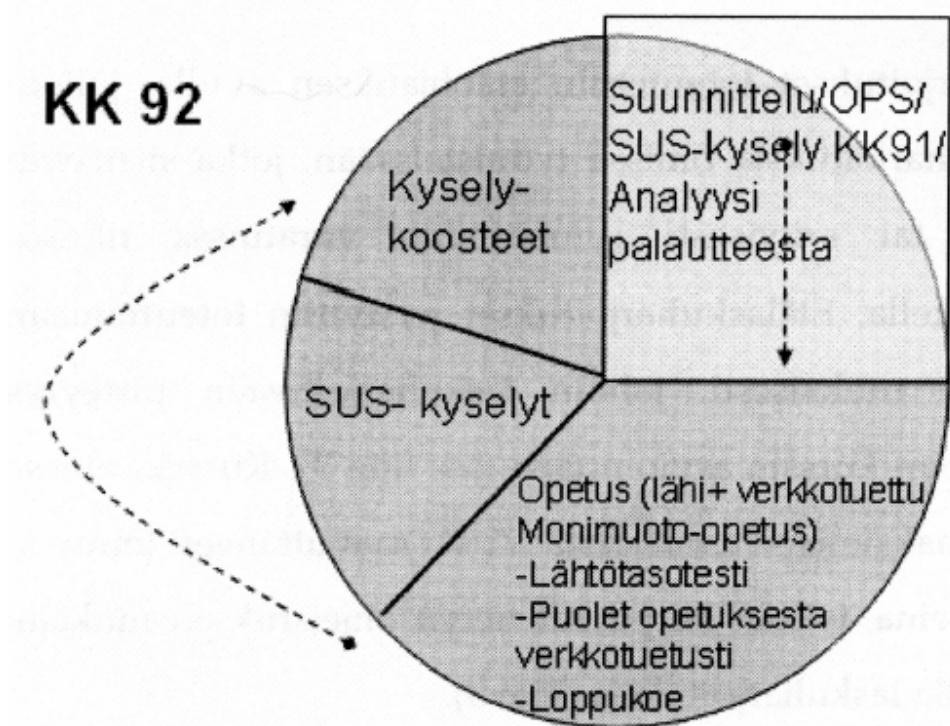 KK 92
Suunnittelu/OPS/
SUS-kysely KK91/
Analyysi
palautteesta
Kysely-
koosteet
SUS- kyselyt
Opetus (lähi+ verkkotuettu
Monimuoto-opetus)
-Lähtötasotesti
-Puolet opetuksesta
verkkotuetusti
-Loppukoe